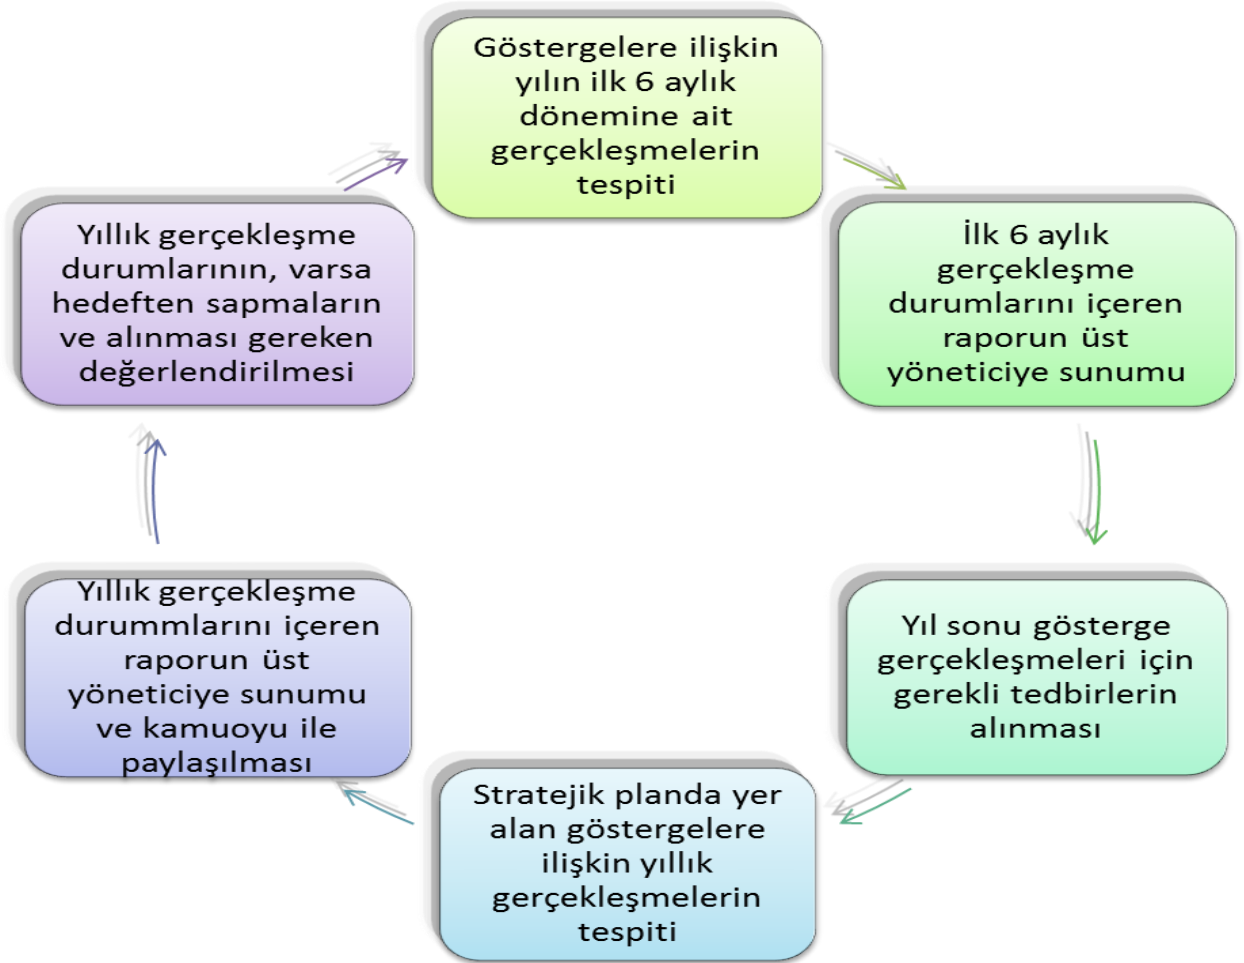 Göstergelere ilişkin
yılın ilk 6 aylık
dönemine ait
gerçekleşmelerin
tespiti
İlk 6 aylık
gerçekleşme
durumlarını içeren
raporun üst
yöneticiye sunumu
Yıl sonu gösterge
gerçekleşmeleri için
gerekli tedbirlerin
alınması
Stratejik planda yer
alan göstergelere
ilişkin yıllık
gerçekleşmelerin
tespiti
Yıllık gerçekleşme
durummlarını içeren
raporun üst
yöneticiye sunumu
ve kamuoyu ile
paylaşılması
Yıllık gerçekleşme
durumlarının, varsa
hedeften sapmaların
ve alınması gereken
değerlendirilmesi